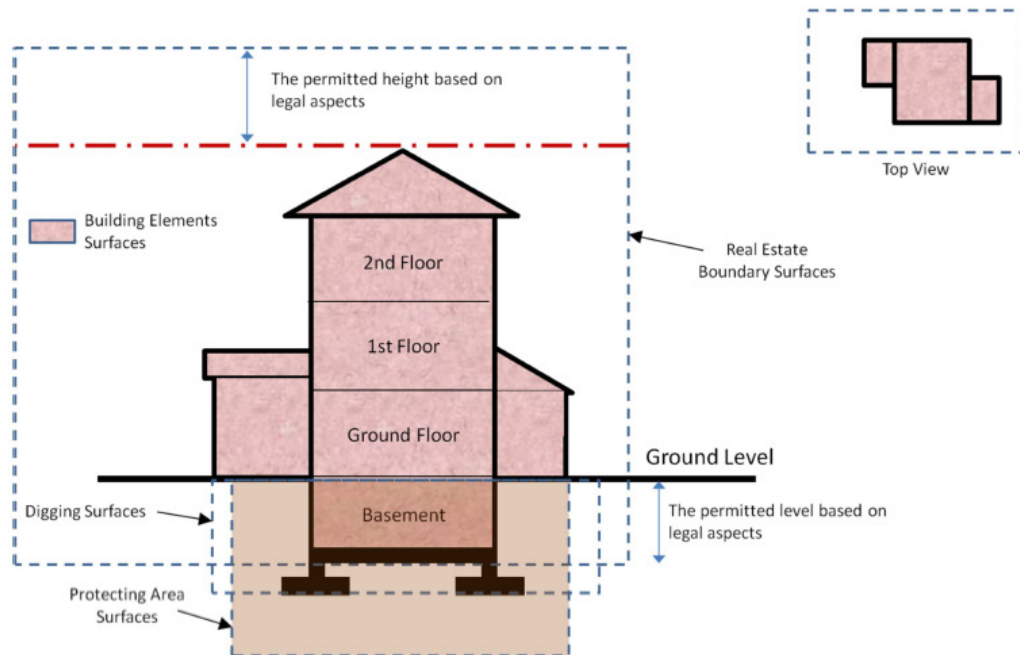 The permitted height based on
legal aspects
Top View
Building Elements
Surfaces
Real Estate
Boundary Surfaces
2nd Floor
1st Floor
Ground Floor
Ground Level
Digging Surfaces
Basement
The permitted level based on
legal aspects
Protecting Area
Surfaces